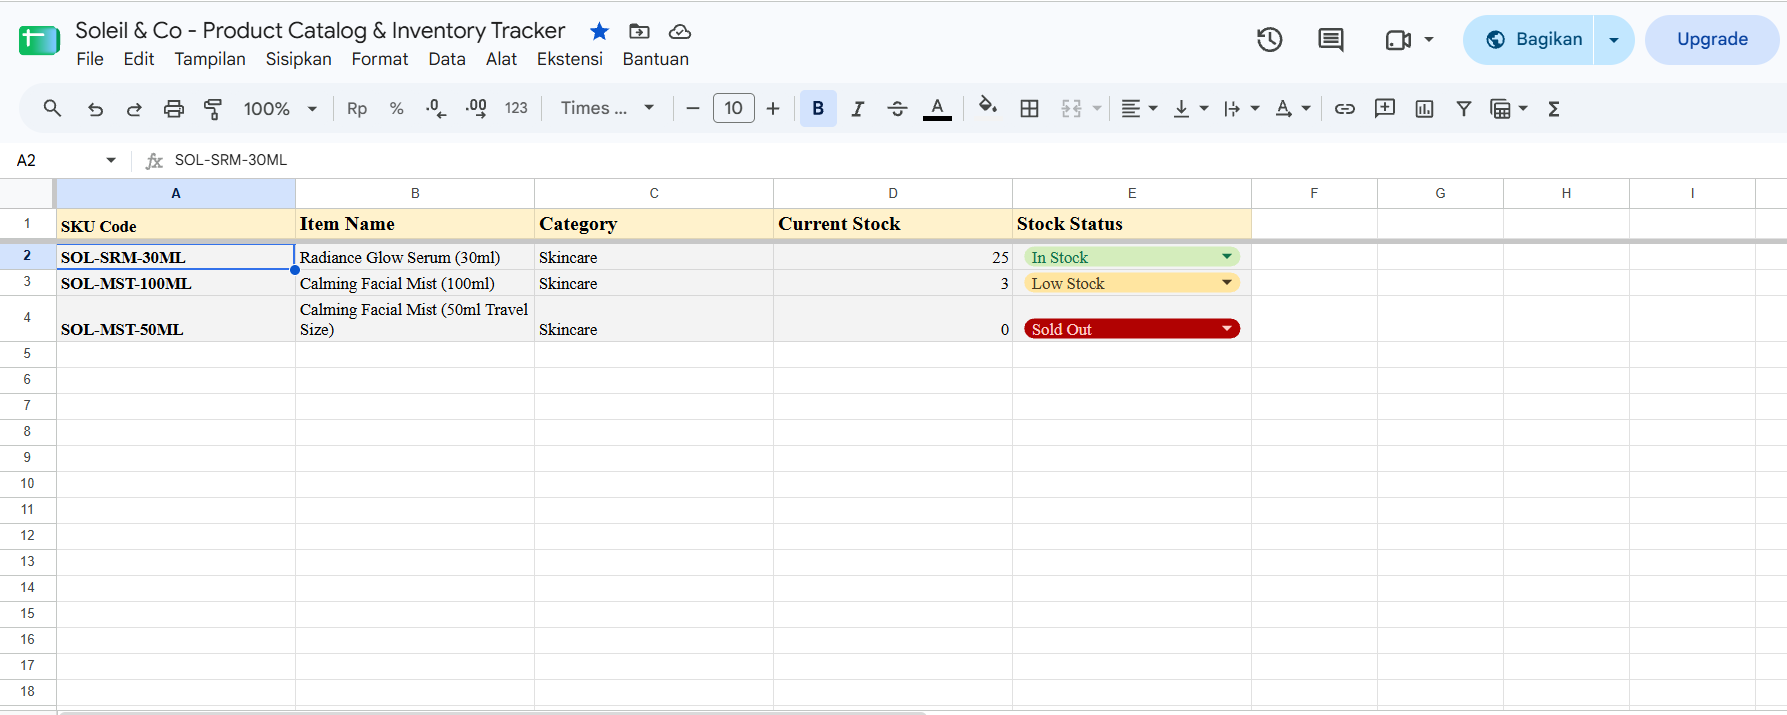 Soleil & Co - Product Catalog & Inventory Tracker
File Edit Tampilan Sisipkan Format Data Alat Ekstensi Bantuan
Bagikan
Upgrade
100% Rp % .0 .00 123 Times ... 10 B I S A A Σ
A2 fx SOL-SRM-30ML
A B C D E F G H I
1 SKU Code Item Name Category Current Stock Stock Status
2 SOL-SRM-30ML Radiance Glow Serum (30ml) Skincare 25 In Stock
3 SOL-MST-100ML Calming Facial Mist (100ml) Skincare 3 Low Stock
4 SOL-MST-50ML Calming Facial Mist (50ml Travel
Size) Skincare 0 Sold Out
5
6
7
8
9
10
11
12
13
14
15
16
17
18